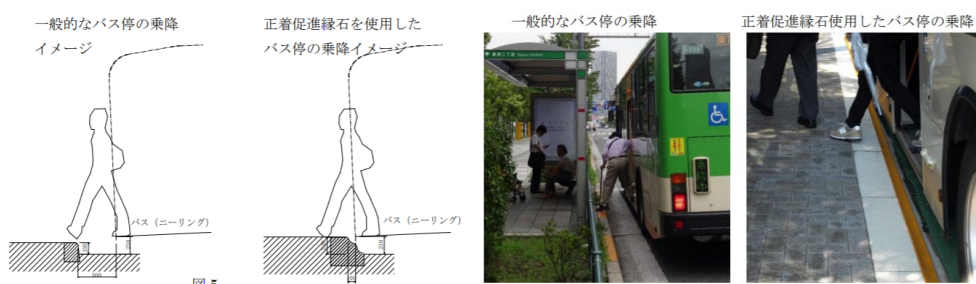 一般的なバス停の乗降
イメージ
バス（ニーリング）
500
正着促進縁石を使用した
バス停の乗降イメージ
バス（ニーリング）
一般的なバス停の乗降
正着促進縁石使用したバス停の乗降